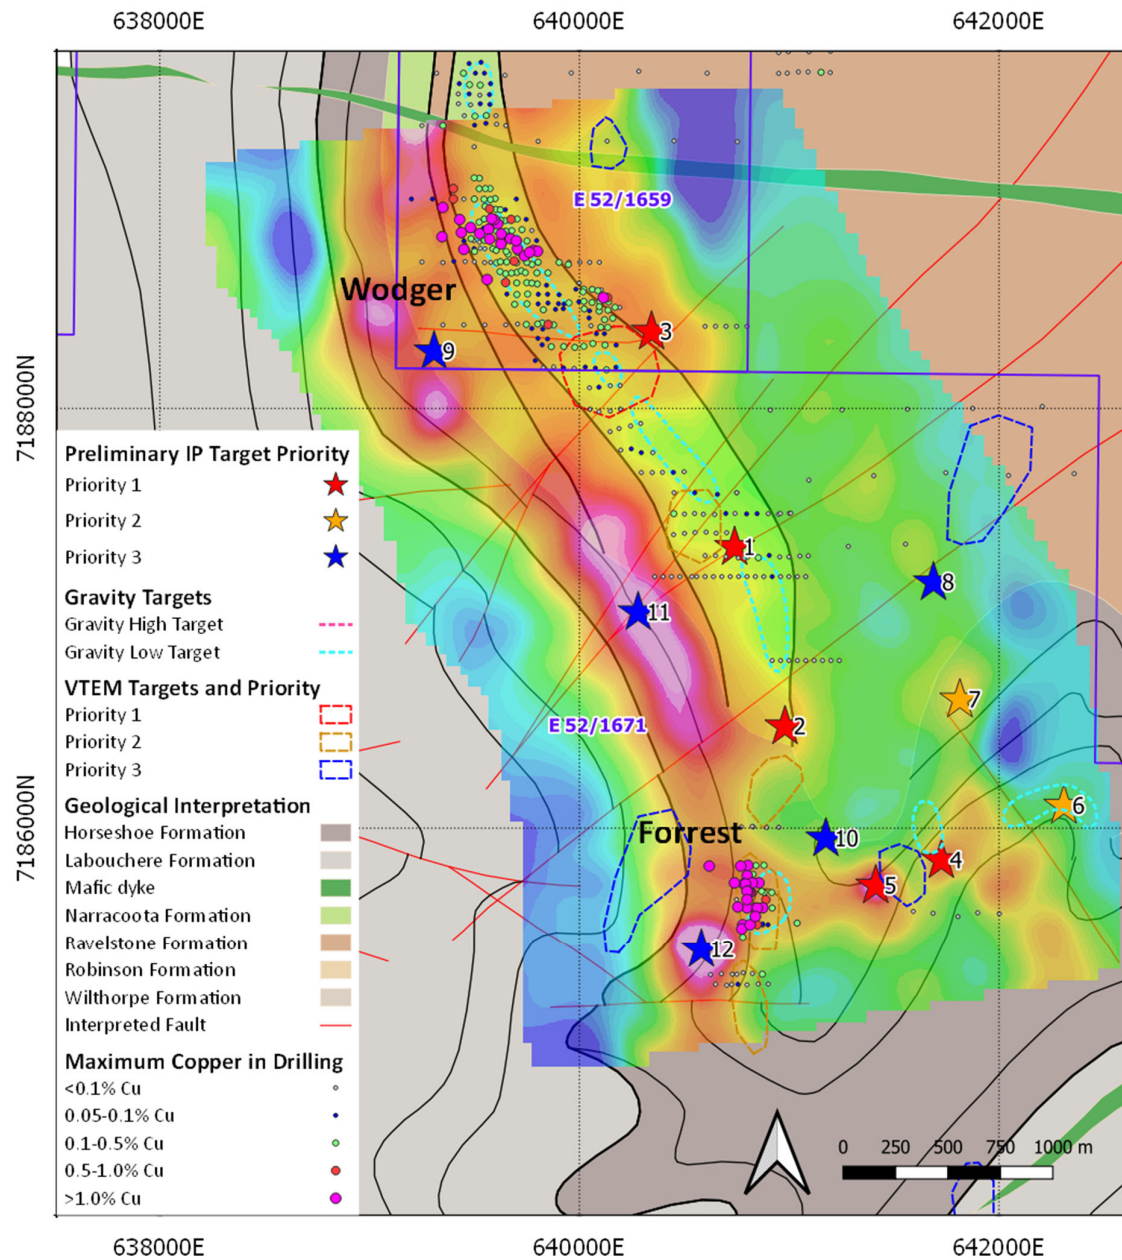 638000E
640000E
642000E
E 52/1659
Wodger
3
9
7188000N
1
8
11
7
E 52/1671
2
6
7186000N
Forrest
10
4
5
12
Preliminary IP Target Priority
Priority 1
Priority 2
Priority 3
Gravity Targets
Gravity High Target
Gravity Low Target
VTEM Targets and Priority
Priority 1
Priority 2
Priority 3
Geological Interpretation
Horseshoe Formation
Labouchere Formation
Mafic dyke
Narracoota Formation
Ravelstone Formation
Robinson Formation
Wilthorpe Formation
Interpreted Fault
Maximum Copper in Drilling
<0.1% Cu
0.05-0.1% Cu
0.1-0.5% Cu
0.5-1.0% Cu
>1.0% Cu
0 250 500 750 1000 m
638000E
640000E
642000E